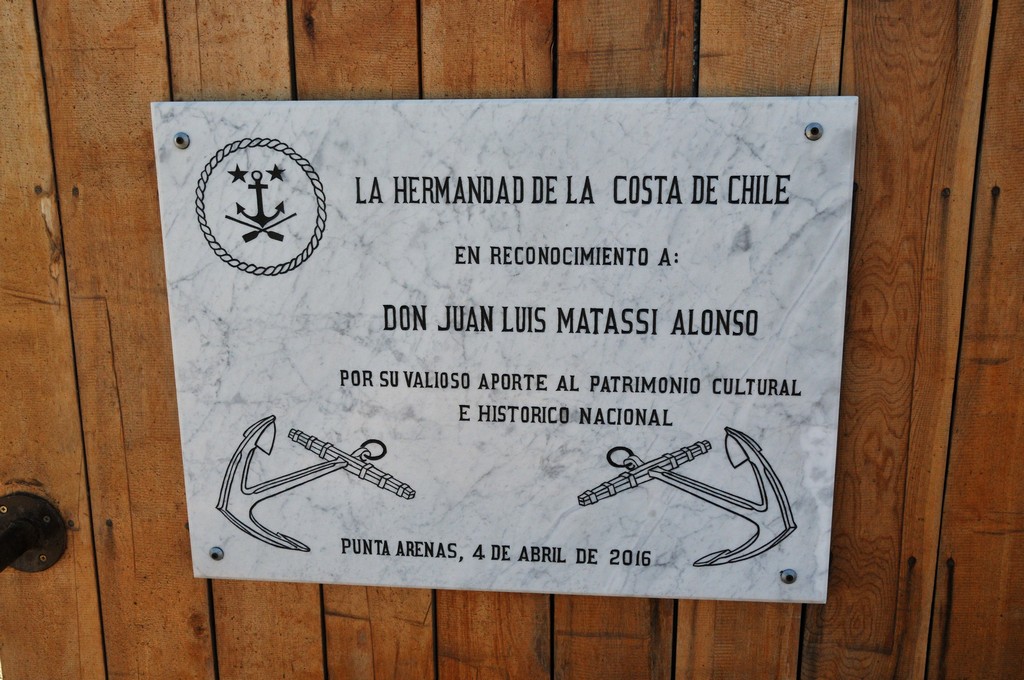 LA HERMANDAD DE LA COSTA DE CHILE
EN RECONOCIMIENTO A:
DON JUAN LUIS MATASSI ALONSO
POR SU VALIOSO APORTE AL PATRIMONIO CULTURAL
E HISTORICO NACIONAL
PUNTA ARENAS, 4 DE ABRIL DE 2016